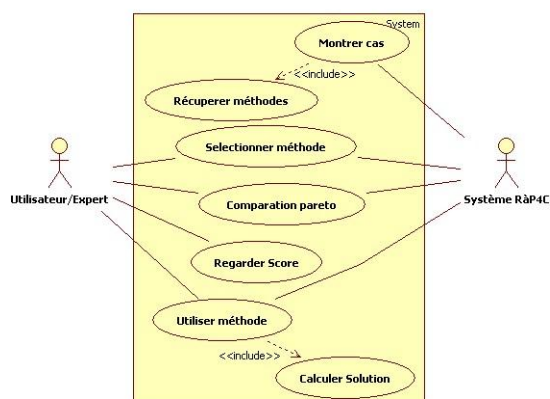 System
Montrer cas
<<include>>
Récuperer méthodes
Selectionner méthode
Utilisateur/Expert
Système RàP4C
Comparation pareto
Regarder Score
Utiliser méthode
<<include>>
Calculer Solution